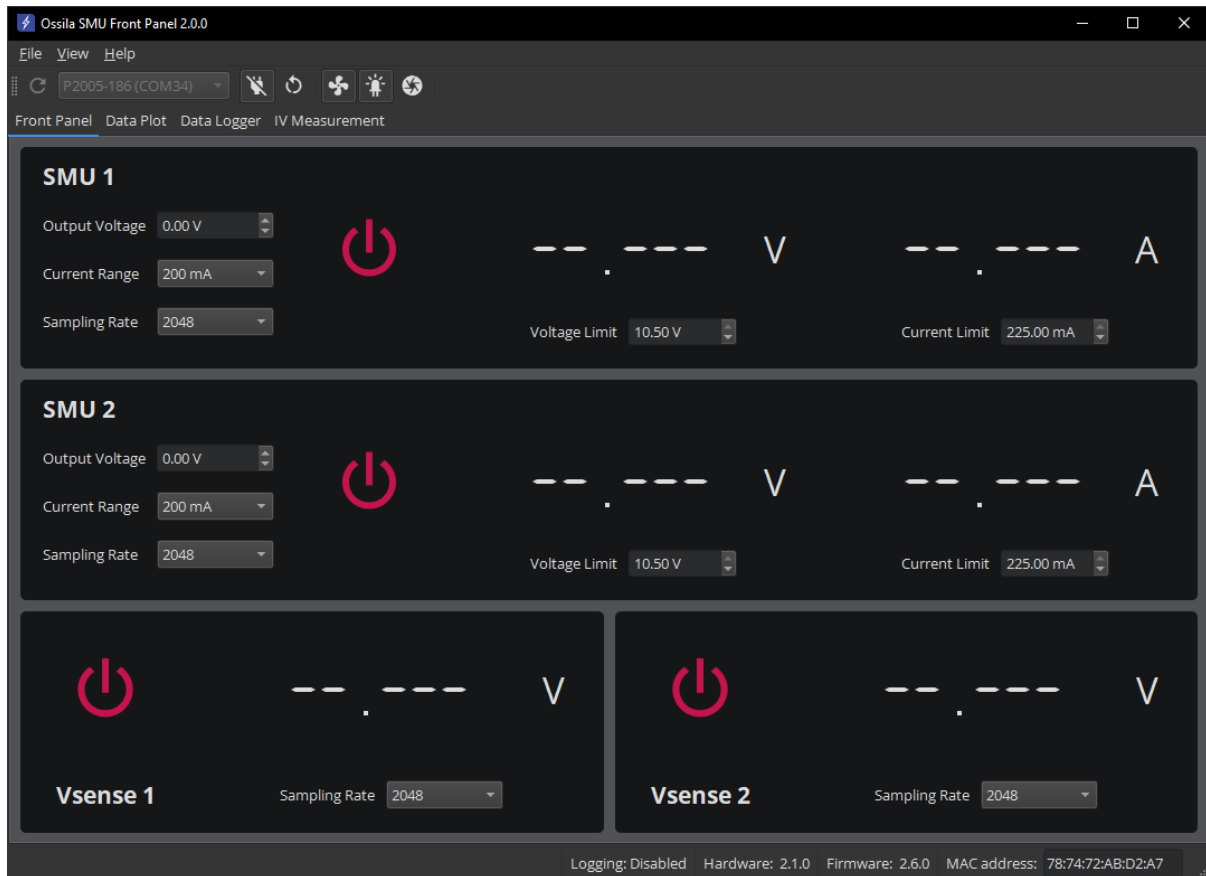 Ossila SMU Front Panel 2.0.0
File View Help
P2005-186 (COM34)
Front Panel Data Plot Data Logger IV Measurement
SMU 1
Output Voltage 0.00 V
Current Range 200 mA
Sampling Rate 2048
-- . --- V
Voltage Limit 10.50 V
-- . --- A
Current Limit 225.00 mA
SMU 2
Output Voltage 0.00 V
Current Range 200 mA
Sampling Rate 2048
-- . --- V
Voltage Limit 10.50 V
-- . --- A
Current Limit 225.00 mA
-- . --- V
Vsense 1 Sampling Rate 2048
-- . --- V
Vsense 2 Sampling Rate 2048
Logging: Disabled Hardware: 2.1.0 Firmware: 2.6.0 MAC address: 78:74:72:AB:D2:A7